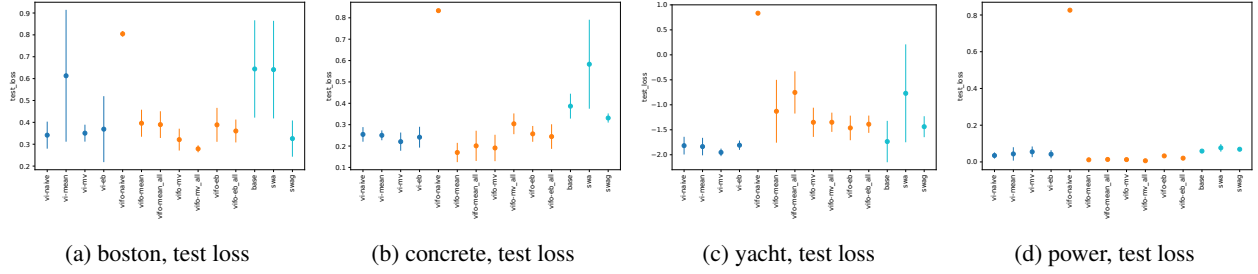 0.9
0.8
0.7
0.6
0.5
0.4
0.3
0.2
test_loss
vi-naive
vi-mean
vi-mv
vi-eb
vifo-naive
vifo-mean
vifo-mean_all
vifo-mv
vifo-mv_all
vifo-eb
vifo-eb_all
base
swa
swag
(a) boston, test loss
0.8
0.7
0.6
0.5
0.4
0.3
0.2
0.1
test_loss
vi-naive
vi-mean
vi-mv
vi-eb
vifo-naive
vifo-mean
vifo-mean_all
vifo-mv
vifo-mv_all
vifo-eb
vifo-eb_all
base
swa
swag
(b) concrete, test loss
1.0
0.5
0.0
−0.5
−1.0
−1.5
−2.0
test_loss
vi-naive
vi-mean
vi-mv
vi-eb
vifo-naive
vifo-mean
vifo-mean_all
vifo-mv
vifo-mv_all
vifo-eb
vifo-eb_all
base
swa
swag
(c) yacht, test loss
0.8
0.6
0.4
0.2
0.0
test_loss
vi-naive
vi-mean
vi-mv
vi-eb
vifo-naive
vifo-mean
vifo-mean_all
vifo-mv
vifo-mv_all
vifo-eb
vifo-eb_all
base
swa
swag
(d) power, test loss